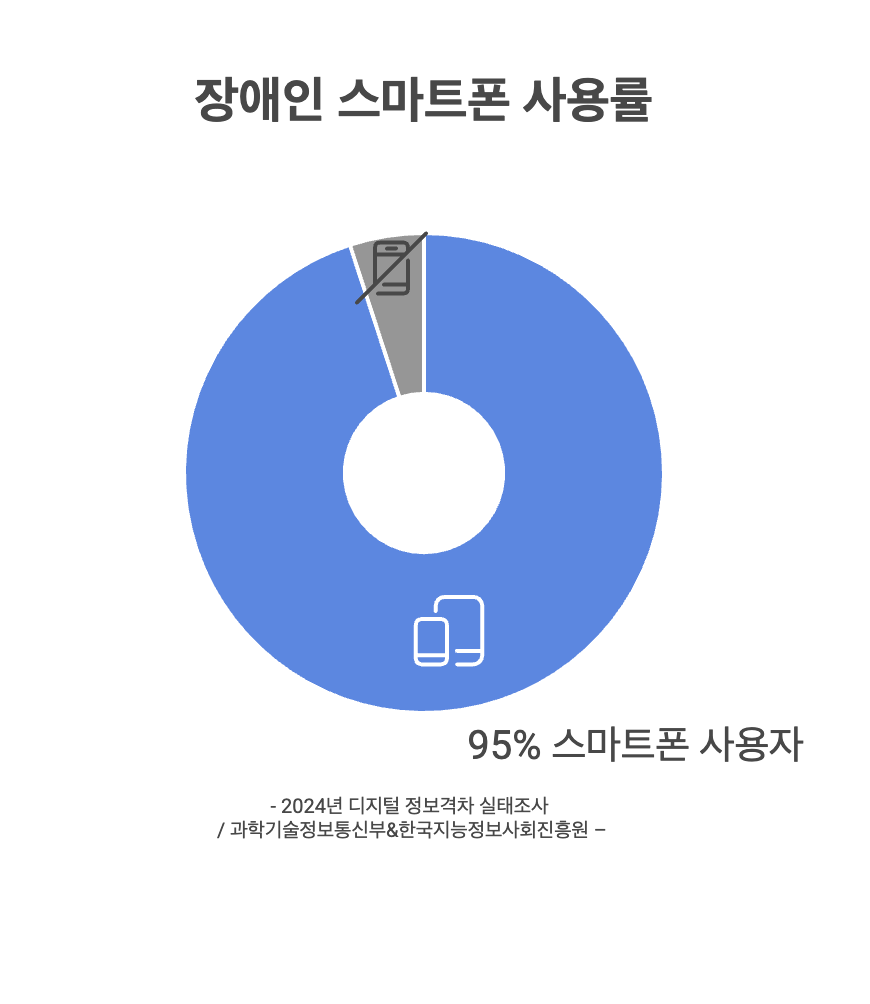 장애인 스마트폰 사용률
95% 스마트폰 사용자
- 2024년 디지털 정보격차 실태조사
/ 과학기술정보통신부&한국지능정보사회진흥원 –